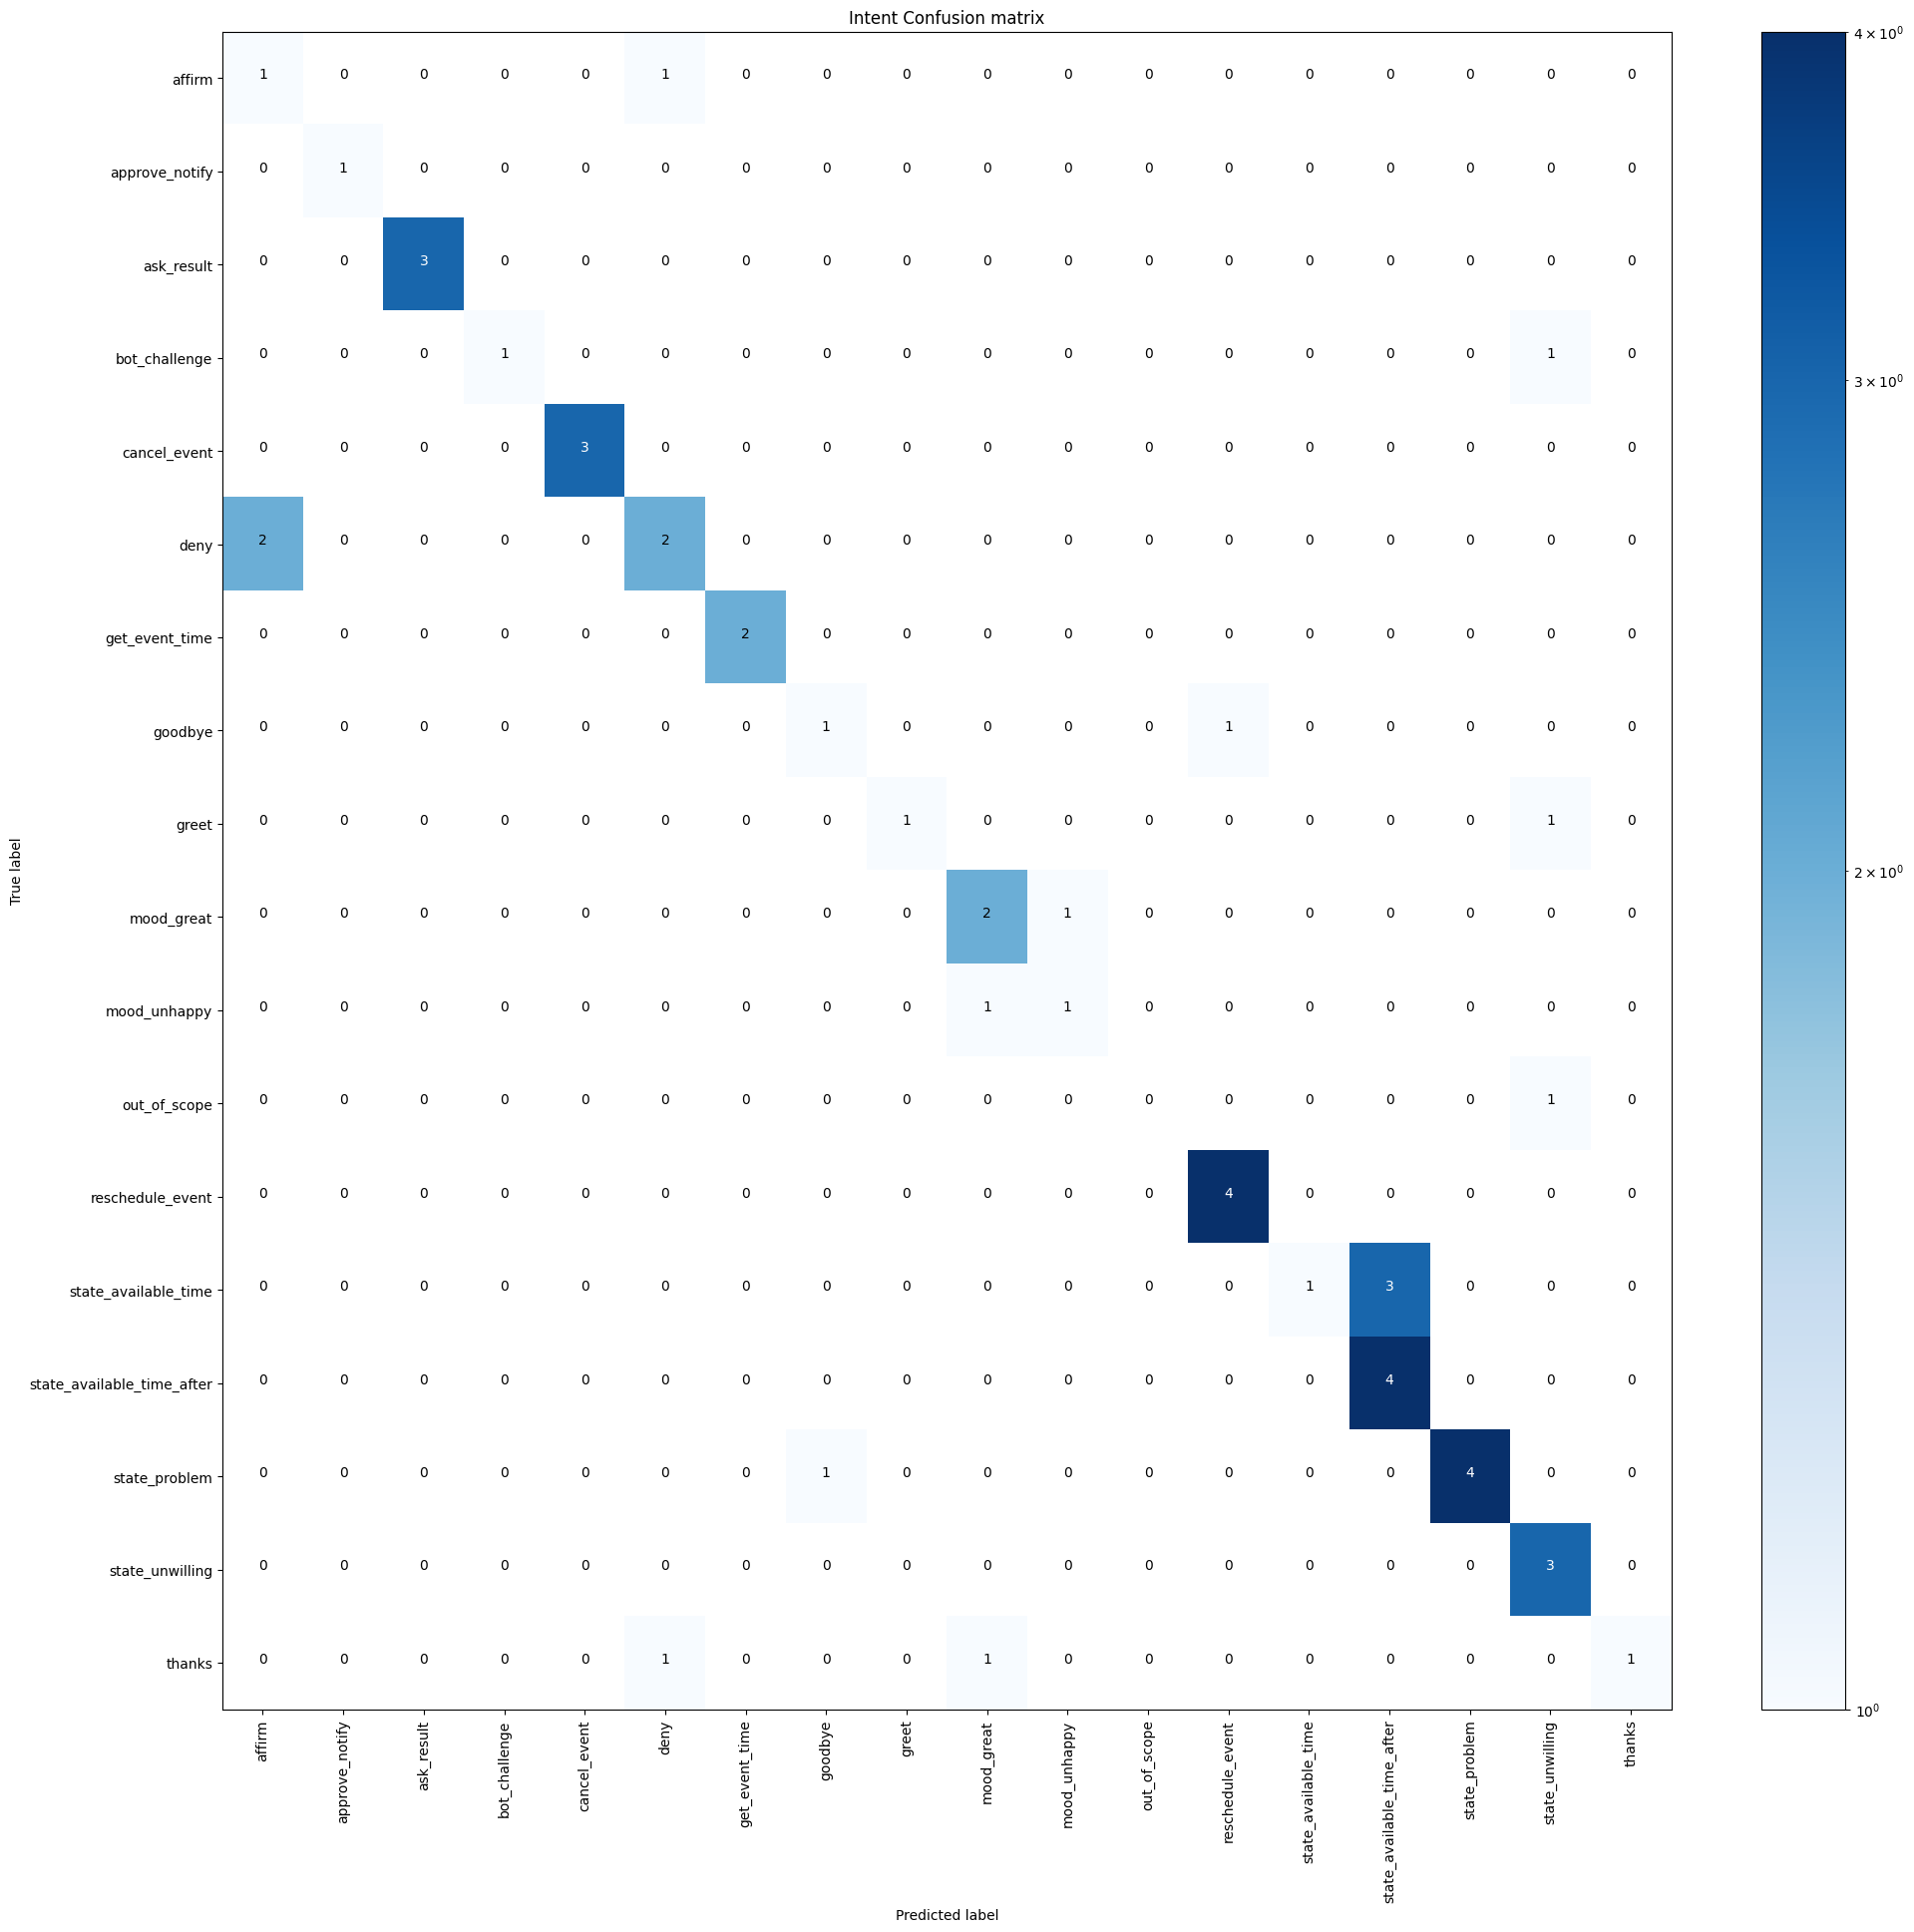 Intent Confusion matrix
affirm 1 0 0 0 0 1 0 0 0 0 0 0 0 0 0 0 0 0
approve_notify 0 1 0 0 0 0 0 0 0 0 0 0 0 0 0 0 0 0
ask_result 0 0 3 0 0 0 0 0 0 0 0 0 0 0 0 0 0 0
bot_challenge 0 0 0 1 0 0 0 0 0 0 0 0 0 0 0 0 1 0
cancel_event 0 0 0 0 3 0 0 0 0 0 0 0 0 0 0 0 0 0
deny 2 0 0 0 0 2 0 0 0 0 0 0 0 0 0 0 0 0
get_event_time 0 0 0 0 0 0 2 0 0 0 0 0 0 0 0 0 0 0
goodbye 0 0 0 0 0 0 0 1 0 0 0 0 1 0 0 0 0 0
greet 0 0 0 0 0 0 0 0 1 0 0 0 0 0 0 0 1 0
mood_great 0 0 0 0 0 0 0 0 0 2 1 0 0 0 0 0 0 0
mood_unhappy 0 0 0 0 0 0 0 0 0 1 1 0 0 0 0 0 0 0
out_of_scope 0 0 0 0 0 0 0 0 0 0 0 0 0 0 0 0 1 0
reschedule_event 0 0 0 0 0 0 0 0 0 0 0 0 4 0 0 0 0 0
state_available_time 0 0 0 0 0 0 0 0 0 0 0 0 0 1 3 0 0 0
state_available_time_after 0 0 0 0 0 0 0 0 0 0 0 0 0 0 4 0 0 0
state_problem 0 0 0 0 0 0 0 1 0 0 0 0 0 0 0 4 0 0
state_unwilling 0 0 0 0 0 0 0 0 0 0 0 0 0 0 0 0 3 0
thanks 0 0 0 0 0 1 0 0 0 1 0 0 0 0 0 0 0 1
True label
affirm
approve_notify
ask_result
bot_challenge
cancel_event
deny
get_event_time
goodbye
greet
mood_great
mood_unhappy
out_of_scope
reschedule_event
state_available_time
state_available_time_after
state_problem
state_unwilling
thanks
Predicted label
4 × 10⁰
3 × 10⁰
2 × 10⁰
10⁰